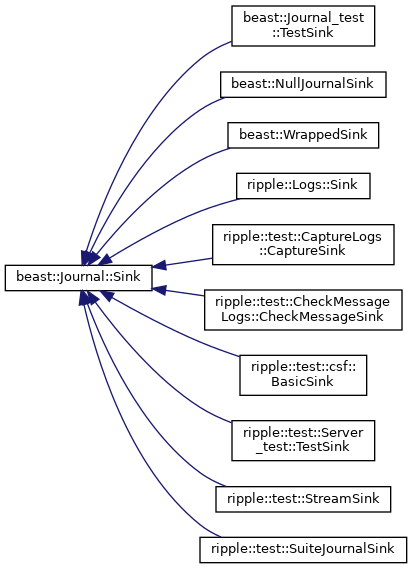 beast::Journal_test
::TestSink
beast::NullJournalSink
beast::WrappedSink
ripple::Logs::Sink
ripple::test::CaptureLogs
::CaptureSink
beast::Journal::Sink
ripple::test::CheckMessage
Logs::CheckMessageSink
ripple::test::csf::
BasicSink
ripple::test::Server
_test::TestSink
ripple::test::StreamSink
ripple::test::SuiteJournalSink